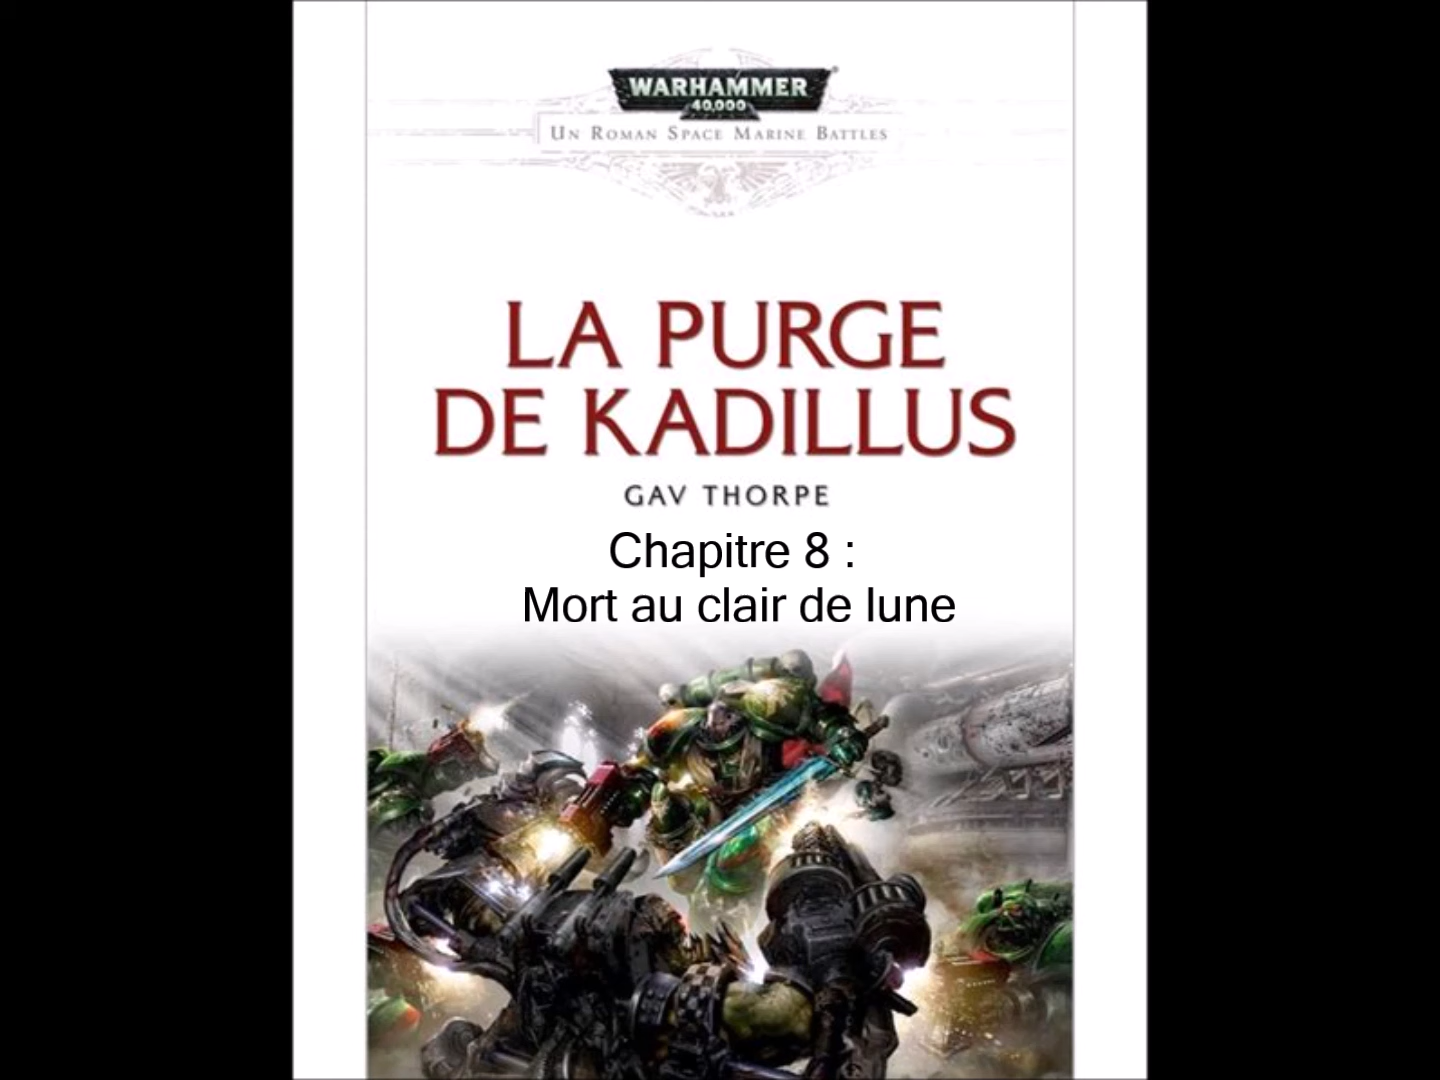 WARHAMMER
40,000
UN ROMAN SPACE MARINE BATTLES
LA PURGE
DE KADILLUS
GAV THORPE
Chapitre 8 :
Mort au clair de lune